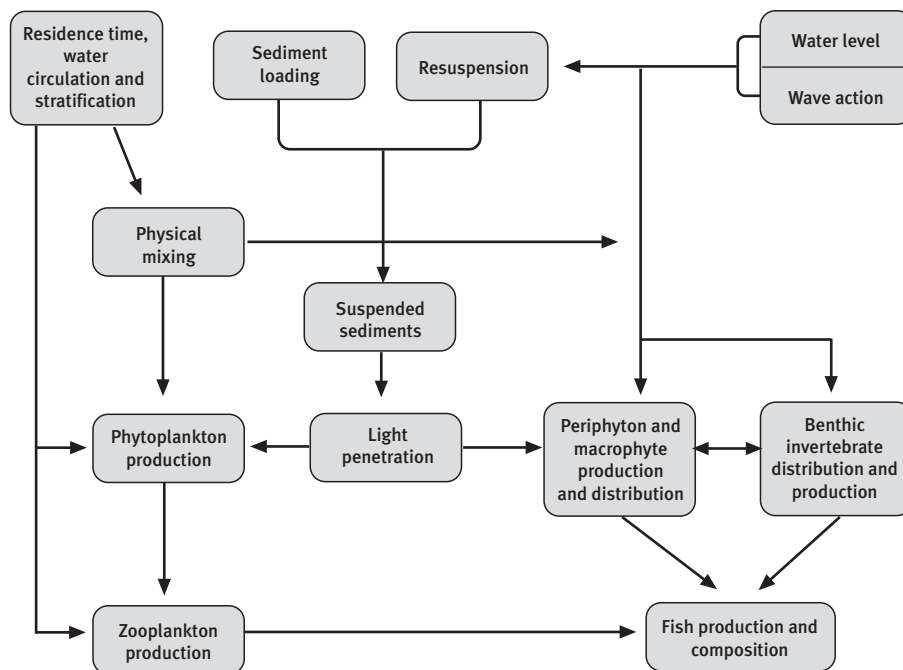 Residence time,
water
circulation and
stratification
Sediment
loading
Resuspension
Water level
Wave action
Physical
mixing
Suspended
sediments
Phytoplankton
production
Light
penetration
Periphyton and
macrophyte
production
and distribution
Benthic
invertebrate
distribution and
production
Zooplankton
production
Fish production and
composition